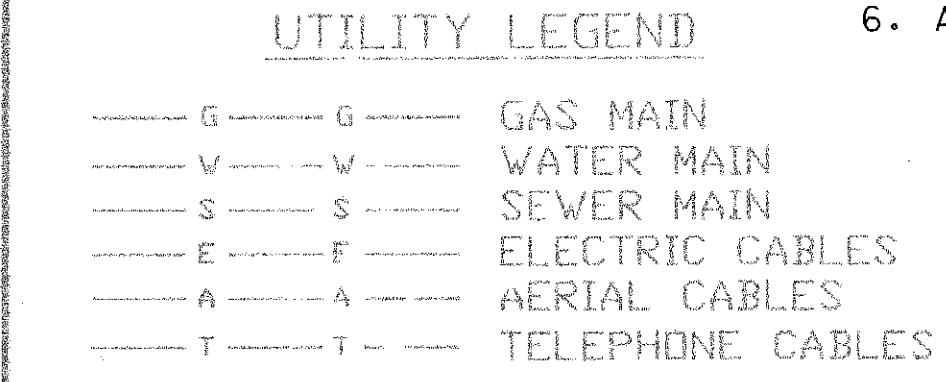 UTILITY LEGEND
6. A
G G GAS MAIN
W W WATER MAIN
S S SEWER MAIN
E E ELECTRIC CABLES
A A AERIAL CABLES
T T TELEPHONE CABLES